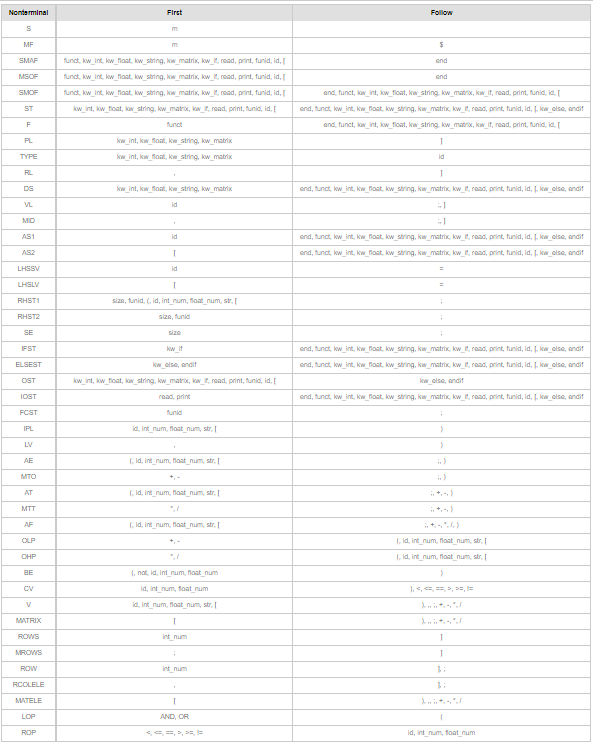 Nonterminal First Follow
S m
MF m $
SMAF funct, kw_int, kw_float, kw_string, kw_matrix, kw_if, read, print, funid, id, [ end
MSOF funct, kw_int, kw_float, kw_string, kw_matrix, kw_if, read, print, funid, id, [ end
SMOF funct, kw_int, kw_float, kw_string, kw_matrix, kw_if, read, print, funid, id, [ end, funct, kw_int, kw_float, kw_string, kw_matrix, kw_if, read, print, funid, id, [
ST kw_int, kw_float, kw_string, kw_matrix, kw_if, read, print, funid, id, [ end, funct, kw_int, kw_float, kw_string, kw_matrix, kw_if, read, print, funid, id, [, kw_else, endif
F funct end, funct, kw_int, kw_float, kw_string, kw_matrix, kw_if, read, print, funid, id, [
PL kw_int, kw_float, kw_string, kw_matrix ]
TYPE kw_int, kw_float, kw_string, kw_matrix id
RL , ]
DS kw_int, kw_float, kw_string, kw_matrix end, funct, kw_int, kw_float, kw_string, kw_matrix, kw_if, read, print, funid, id, [, kw_else, endif
VL id ;, ]
MID , ;, ]
AS1 id end, funct, kw_int, kw_float, kw_string, kw_matrix, kw_if, read, print, funid, id, [, kw_else, endif
AS2 [ end, funct, kw_int, kw_float, kw_string, kw_matrix, kw_if, read, print, funid, id, [, kw_else, endif
LHSSV id =
LHSLV [ =
RHST1 size, funid, (, id, int_num, float_num, str, [ ;
RHST2 size, funid ;
SE size ;
IFST kw_if end, funct, kw_int, kw_float, kw_string, kw_matrix, kw_if, read, print, funid, id, [, kw_else, endif
ELSEST kw_else, endif end, funct, kw_int, kw_float, kw_string, kw_matrix, kw_if, read, print, funid, id, [, kw_else, endif
OST kw_int, kw_float, kw_string, kw_matrix, kw_if, read, print, funid, id, [ kw_else, endif
IOST read, print end, funct, kw_int, kw_float, kw_string, kw_matrix, kw_if, read, print, funid, id, [, kw_else, endif
FCST funid ;
IPL id, int_num, float_num, str, [ )
LV , )
AE (, id, int_num, float_num, str, [ ;, )
MTO +, - ;, )
AT (, id, int_num, float_num, str, [ ;, +, -, )
MTT *, / ;, +, -, )
AF (, id, int_num, float_num, str, [ ;, +, -, *, /, )
OLP +, - (, id, int_num, float_num, str, [
OHP *, / (, id, int_num, float_num, str, [
BE (, not, id, int_num, float_num )
CV id, int_num, float_num ), <, <=, ==, >, >=, !=
V id, int_num, float_num, str, [ ), ,, ;, +, -, *, /
MATRIX [ ), ,, ;, +, -, *, /
ROWS int_num ]
MROWS ; ]
ROW int_num ], ;
RCOLELE , ], ;
MATELE [ ), ,, ;, +, -, *, /
LOP AND, OR (
ROP <, <=, ==, >, >=, != id, int_num, float_num